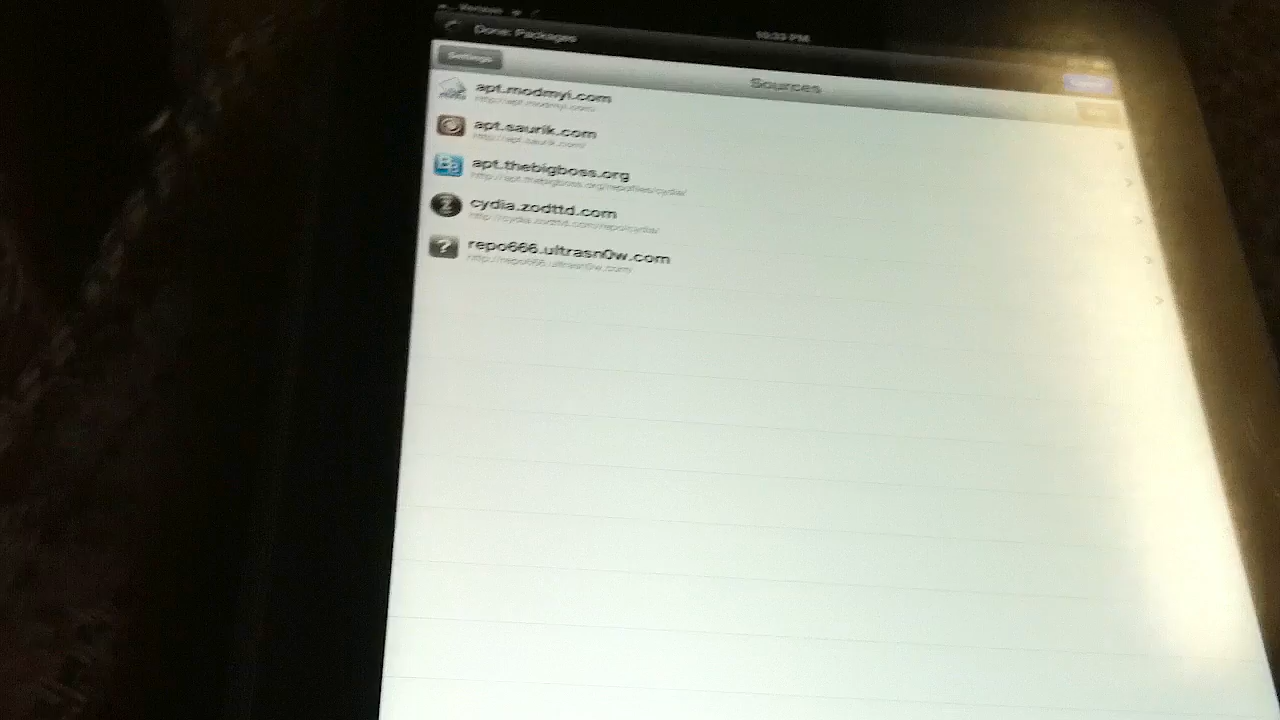 Verizon
Done: Packages
10:33 PM
Settings
Sources
apt.modmyi.com
http://apt.modmyi.com/
apt.saurik.com
http://apt.saurik.com/
BB
apt.thebigboss.org
http://apt.thebigboss.org/repofiles/cydia/
Z
cydia.zodttd.com
http://cydia.zodttd.com/repo/cydia/
?
repo666.ultrasn0w.com
http://repo666.ultrasn0w.com/